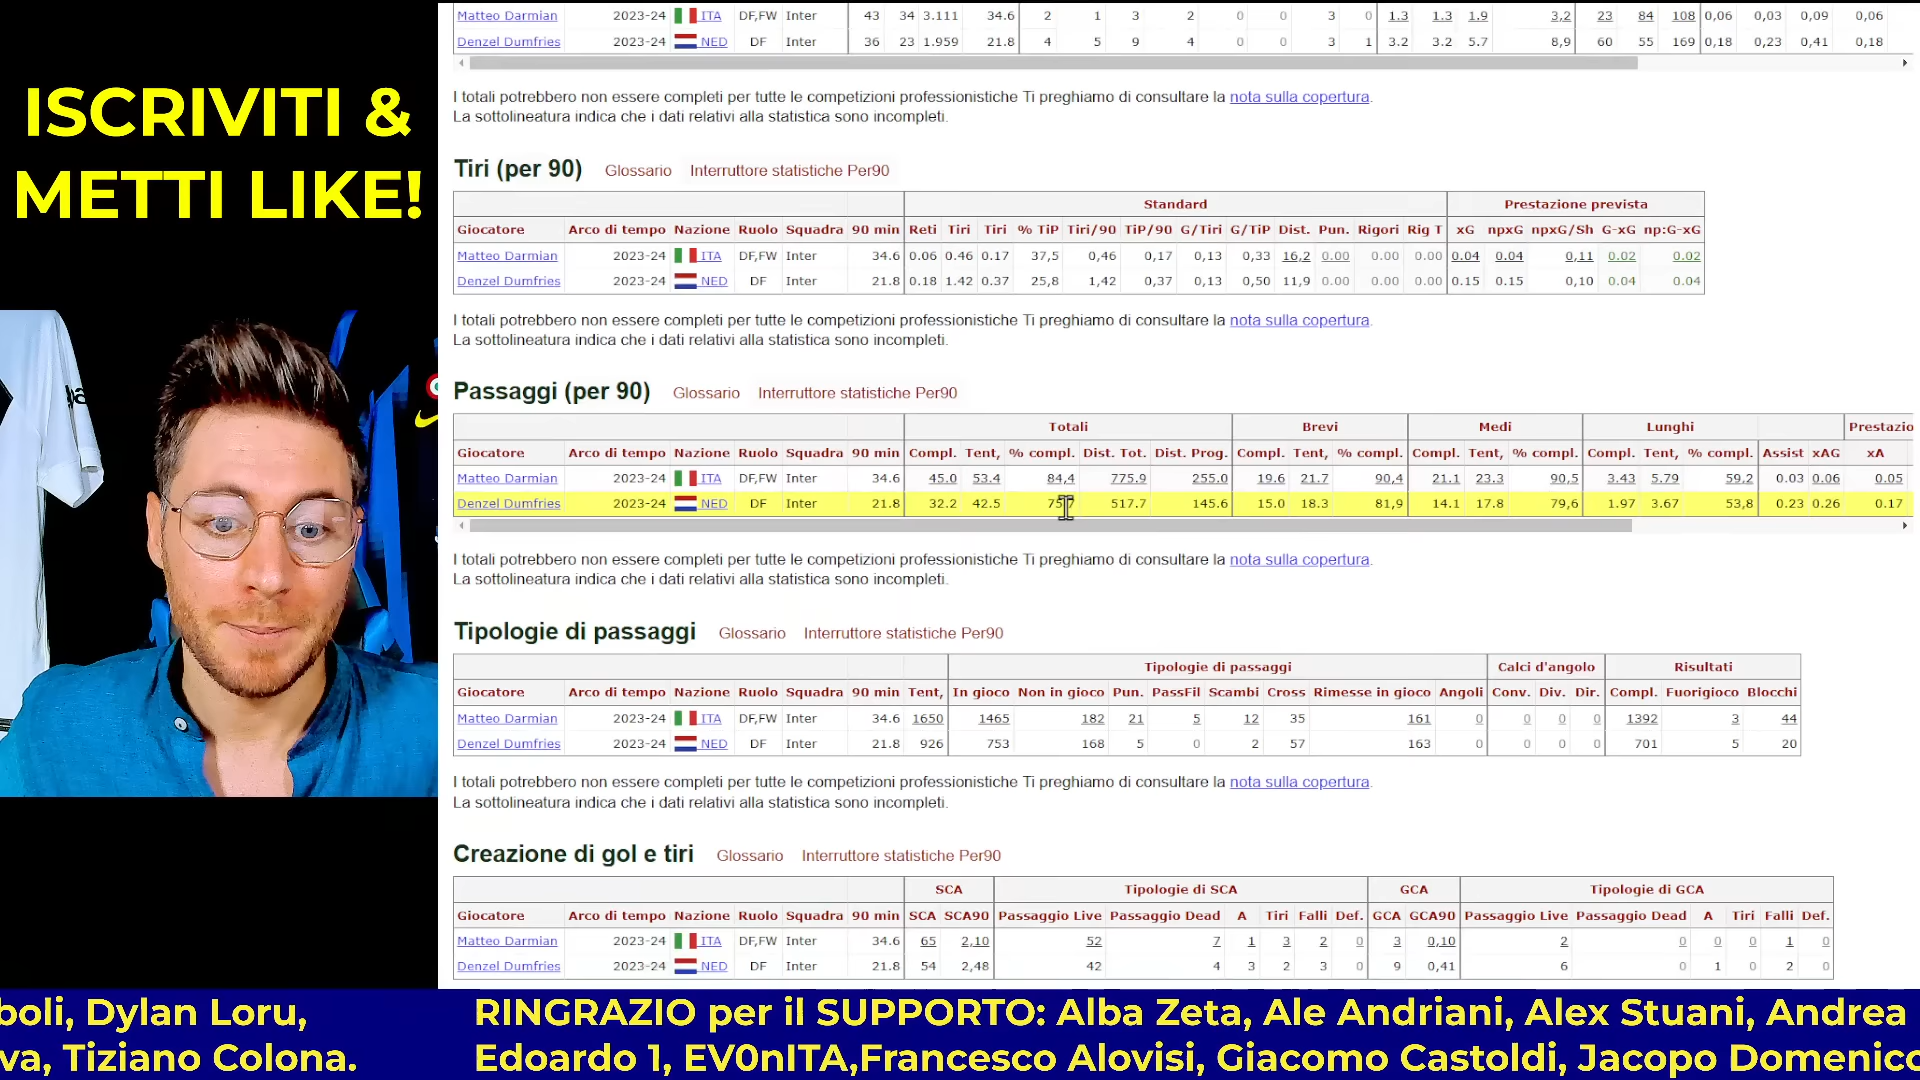 ISCRIVITI &
METTI LIKE!
Matteo Darmian 2023-24 ITA DF,FW Inter 43 34 3.111 34.6 2 1 3 2 0 0 3 0 1.3 1.3 1.9 3.2 23 84 108 0,06 0,03 0,09 0,06
Denzel Dumfries 2023-24 NED DF Inter 36 23 1.959 21.8 4 5 9 4 0 0 3 1 3.2 3.2 5.7 8,9 60 55 169 0,18 0,23 0,41 0,18
I totali potrebbero non essere completi per tutte le competizioni professionistiche Ti preghiamo di consultare la nota sulla copertura.
La sottolineatura indica che i dati relativi alla statistica sono incompleti.
Tiri (per 90) Glossario Interruttore statistiche Per90
Standard Prestazione prevista
Giocatore Arco di tempo Nazione Ruolo Squadra 90 min Reti Tiri Tiri % TiP Tiri/90 TiP/90 G/Tiri G/TiP Dist. Pun. Rigori Rig T xG npxG npxG/Sh G-xG np:G-xG
Matteo Darmian 2023-24 ITA DF,FW Inter 34.6 0.06 0.46 0.17 37,5 0,46 0,17 0,13 0,33 16,2 0.00 0.00 0.00 0.04 0.04 0,11 0.02 0.02
Denzel Dumfries 2023-24 NED DF Inter 21.8 0.18 1.42 0.37 25,8 1,42 0,37 0,13 0,50 11,9 0.00 0.00 0.00 0.15 0.15 0,10 0.04 0.04
I totali potrebbero non essere completi per tutte le competizioni professionistiche Ti preghiamo di consultare la nota sulla copertura.
La sottolineatura indica che i dati relativi alla statistica sono incompleti.
Passaggi (per 90) Glossario Interruttore statistiche Per90
Totali Brevi Medi Lunghi Prestazio
Giocatore Arco di tempo Nazione Ruolo Squadra 90 min Compl. Tent, % compl. Dist. Tot. Dist. Prog. Compl. Tent, % compl. Compl. Tent, % compl. Compl. Tent, % compl. Assist xAG xA
Matteo Darmian 2023-24 ITA DF,FW Inter 34.6 45.0 53.4 84,4 775.9 255.0 19.6 21.7 90,4 21.1 23.3 90,5 3.43 5.79 59.2 0.03 0.06 0.05
Denzel Dumfries 2023-24 NED DF Inter 21.8 32.2 42.5 517.7 145.6 15.0 18.3 81,9 14.1 17.8 79,6 1.97 3.67 53,8 0.23 0.26 0.17
I totali potrebbero non essere completi per tutte le competizioni professionistiche Ti preghiamo di consultare la nota sulla copertura.
La sottolineatura indica che i dati relativi alla statistica sono incompleti.
Tipologie di passaggi Glossario Interruttore statistiche Per90
Tipologie di passaggi Calci d'angolo Risultati
Giocatore Arco di tempo Nazione Ruolo Squadra 90 min Tent, In gioco Non in gioco Pun. PassFil Scambi Cross Rimesse in gioco Angoli Conv. Div. Dir. Compl. Fuorigioco Blocchi
Matteo Darmian 2023-24 ITA DF,FW Inter 34.6 1650 1465 182 21 5 12 35 161 0 0 0 0 1392 3 44
Denzel Dumfries 2023-24 NED DF Inter 21.8 926 753 168 5 0 2 57 163 0 0 0 0 701 5 20
I totali potrebbero non essere completi per tutte le competizioni professionistiche Ti preghiamo di consultare la nota sulla copertura.
La sottolineatura indica che i dati relativi alla statistica sono incompleti.
Creazione di gol e tiri Glossario Interruttore statistiche Per90
SCA Tipologie di SCA GCA Tipologie di GCA
Giocatore Arco di tempo Nazione Ruolo Squadra 90 min SCA SCA90 Passaggio Live Passaggio Dead A Tiri Falli Def. GCA GCA90 Passaggio Live Passaggio Dead A Tiri Falli Def.
Matteo Darmian 2023-24 ITA DF,FW Inter 34.6 65 2,10 52 7 1 3 2 0 3 0,10 2 0 0 0 1 0
Denzel Dumfries 2023-24 NED DF Inter 21.8 54 2,48 42 4 3 2 3 0 9 0,41 6 0 1 0 2 0
boli, Dylan Loru, RINGRAZIO per il SUPPORTO: Alba Zeta, Ale Andriani, Alex Stuani, Andrea
va, Tiziano Colona. Edoardo 1, EV0nITA,Francesco Alovisi, Giacomo Castoldi, Jacopo Domenico